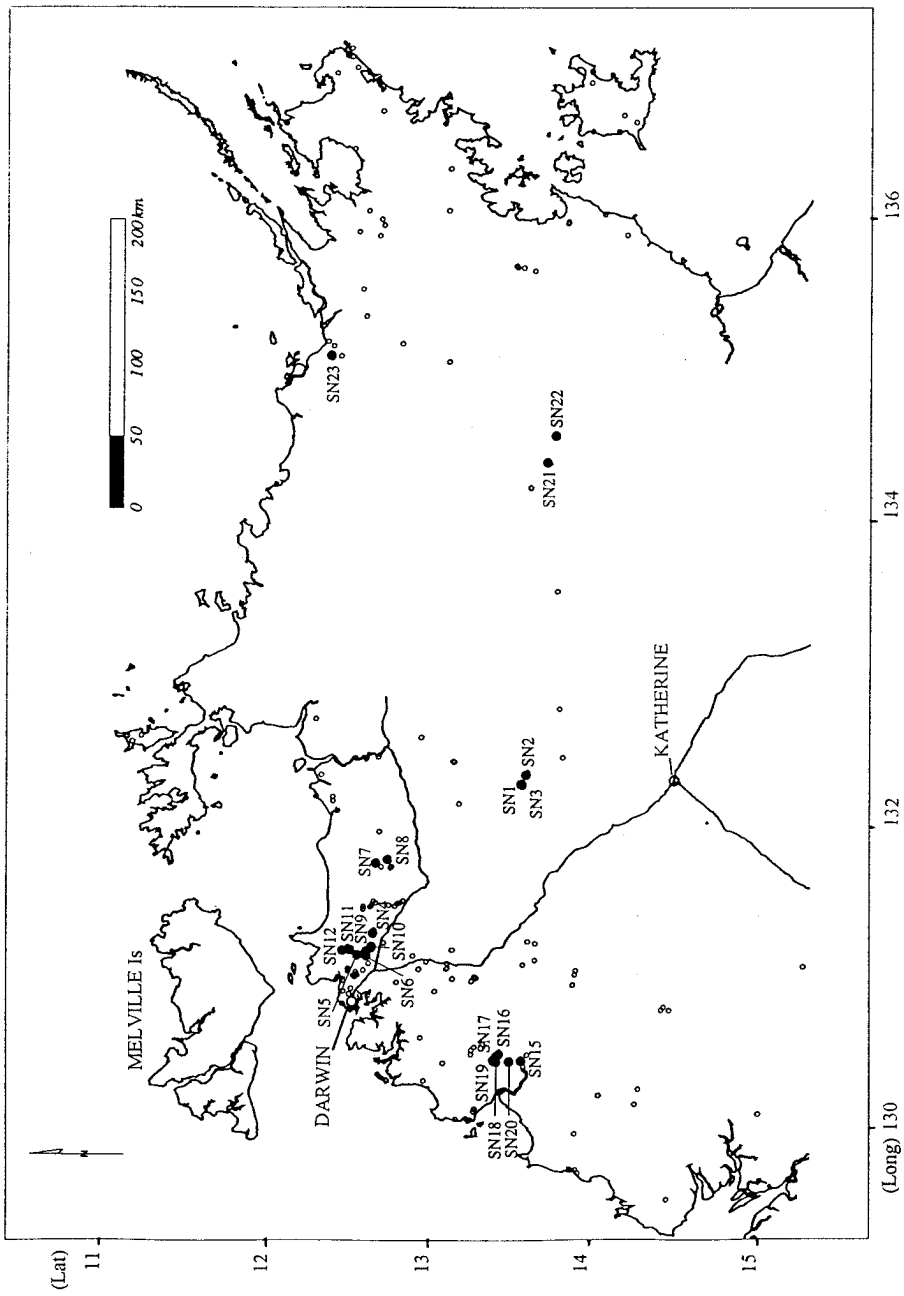 (Lat)
11
12
13
14
15
(Long)
130
132
134
136
N
MELVILLE Is
DARWIN
KATHERINE
0
50
100
150
200 km
SN12
SN11
SN9
SN4
SN10
SN6
SN5
SN7
SN8
SN1
SN2
SN3
SN17
SN16
SN19
SN15
SN18
SN20
SN21
SN22
SN23